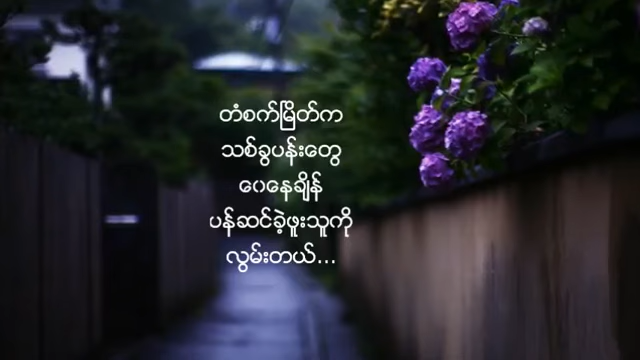 တံစက်မြိတ်က
သစ်ခွပန်းတွေ
ဝေနေချိန်
ပန်ဆင်ခဲ့ဖူးသူကို
လွမ်းတယ်...